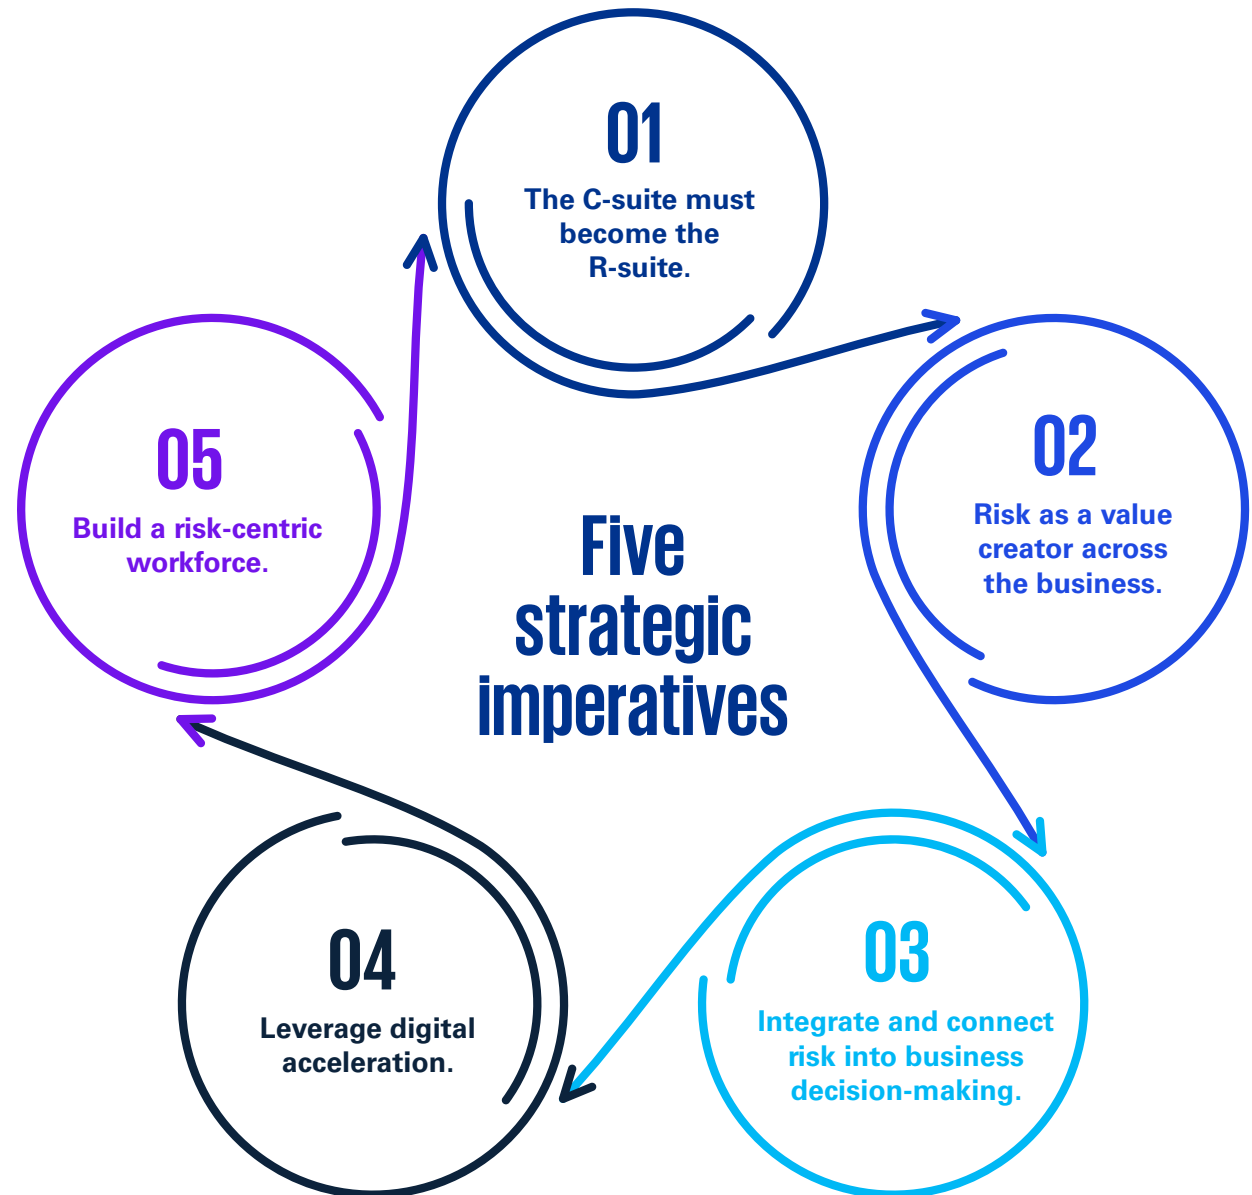 01
The C-suite must
become the
R-suite.
02
Risk as a value
creator across
the business.
03
Integrate and connect
risk into business
decision-making.
04
Leverage digital
acceleration.
05
Build a risk-centric
workforce.
Five
strategic
imperatives